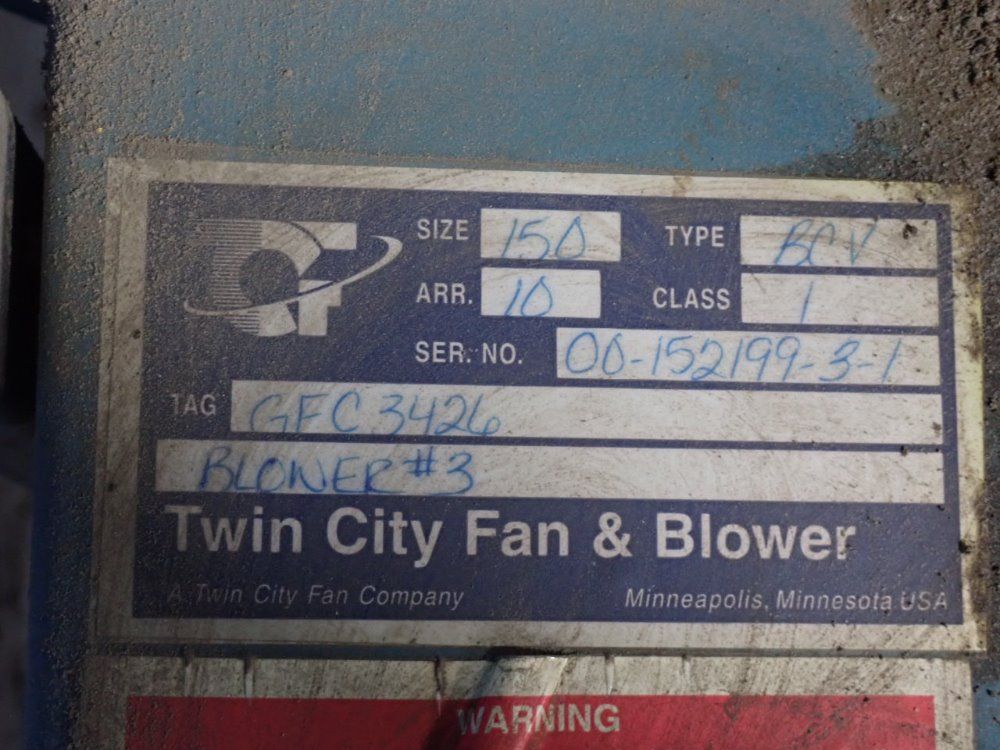 SIZE 150 TYPE BCV
ARR. 10 CLASS 1
SER. NO. 00-152199-3-1
TAG GFC 3426
BLOWER #3
Twin City Fan & Blower
A Twin City Fan Company Minneapolis, Minnesota USA
WARNING